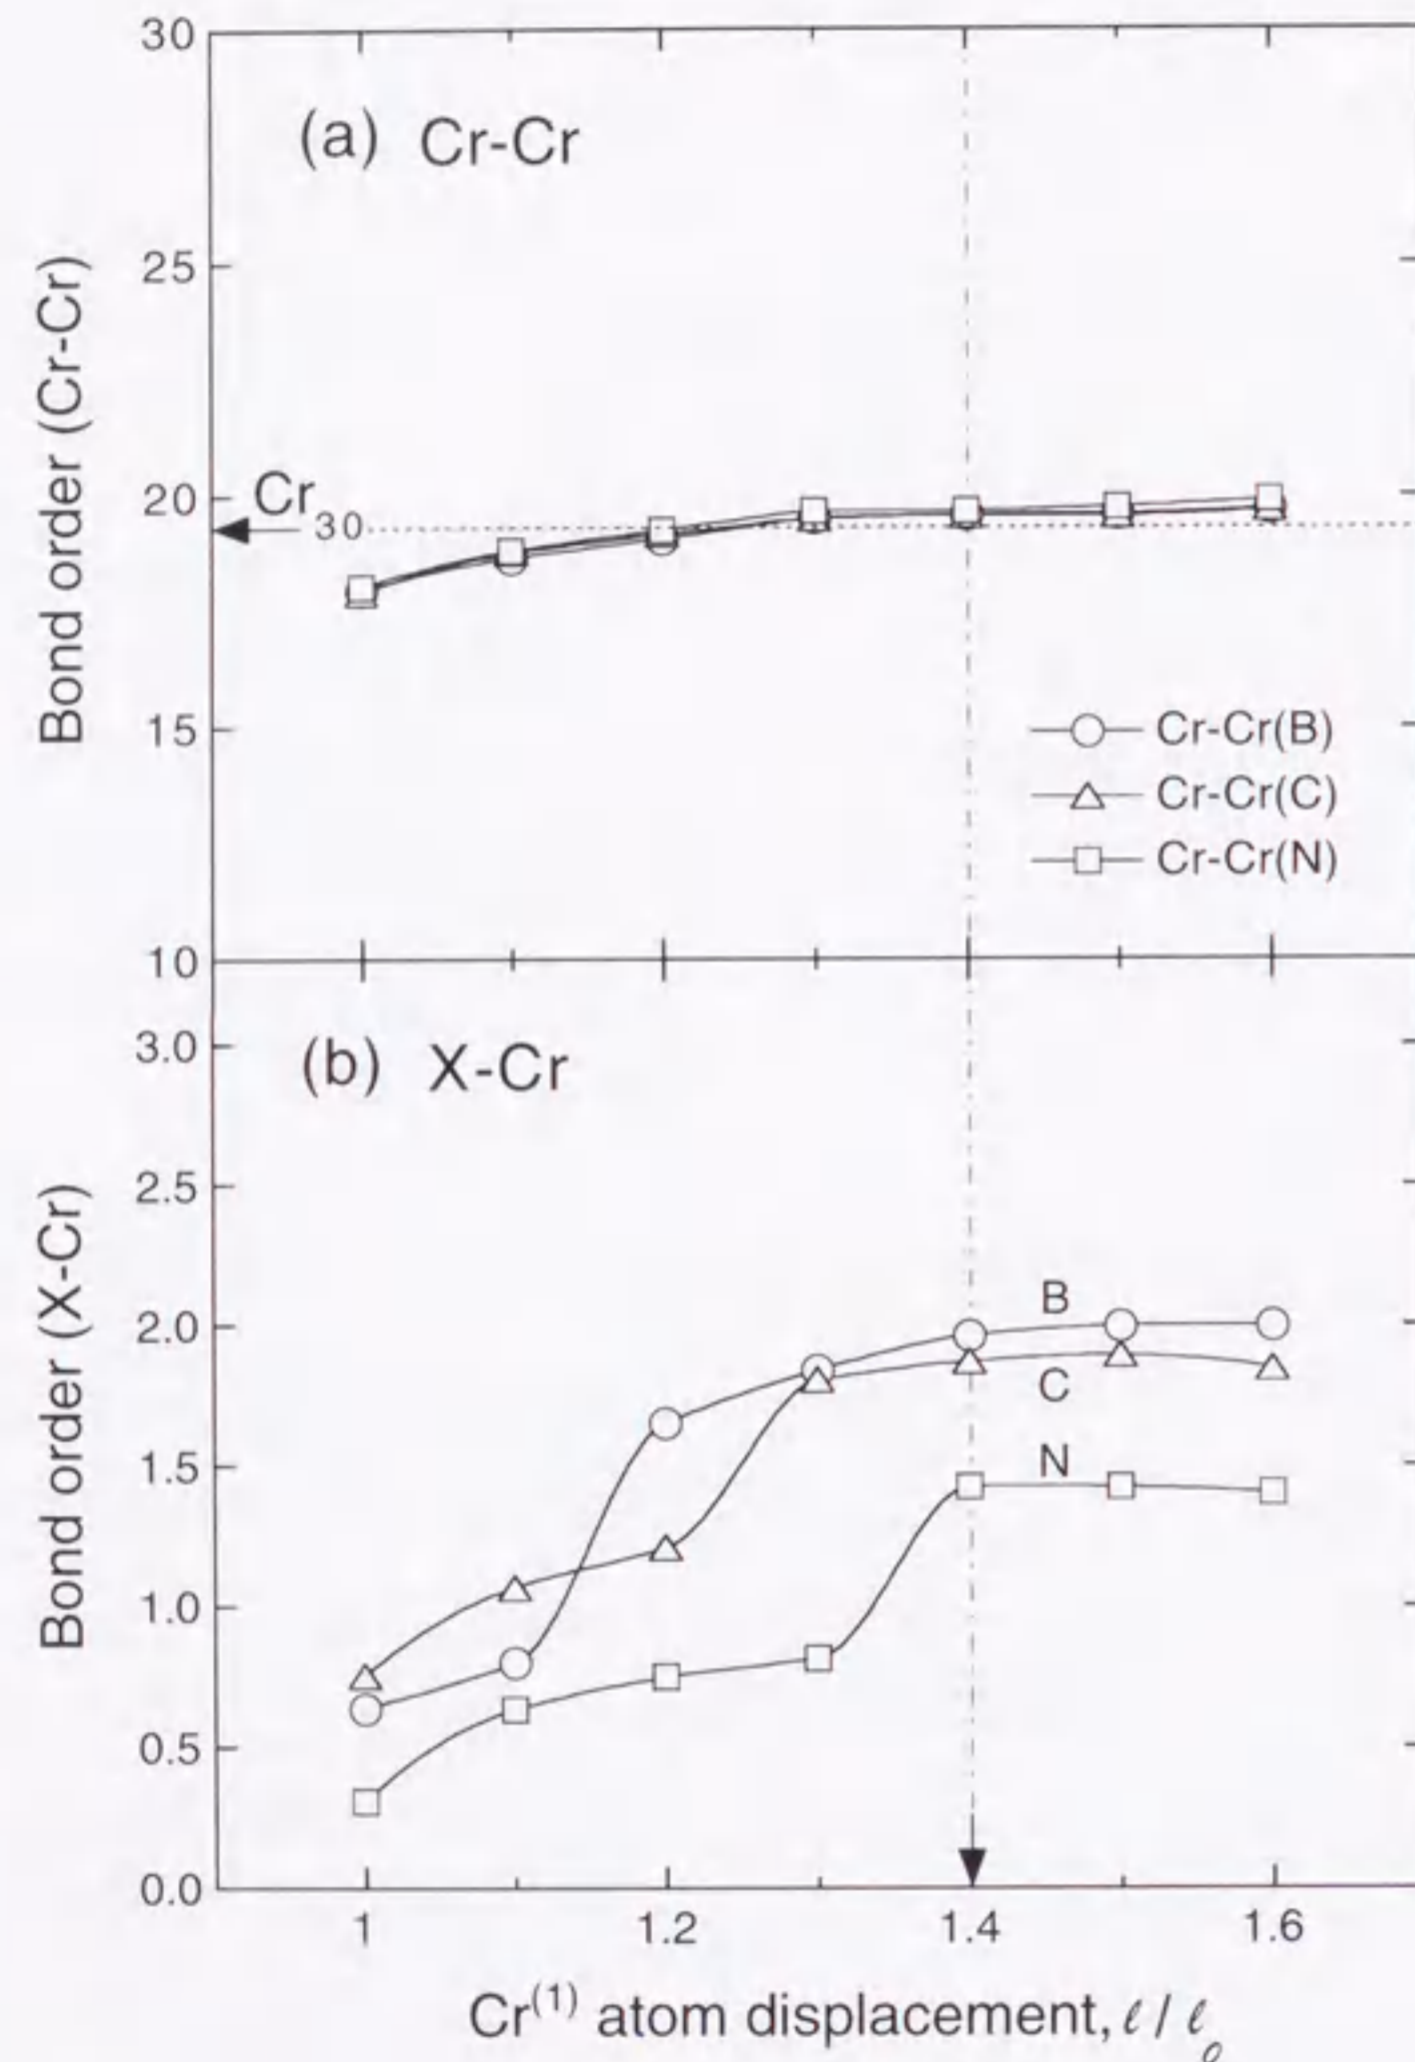 30
(a) Cr-Cr
25
Bond order (Cr-Cr)
20
Cr30
15
Cr-Cr(B)
Cr-Cr(C)
Cr-Cr(N)
10
3.0
(b) X-Cr
2.5
Bond order (X-Cr)
2.0
B
C
1.5
N
1.0
0.5
0.0
1 1.2 1.4 1.6
Cr(1) atom displacement, ℓ / ℓo